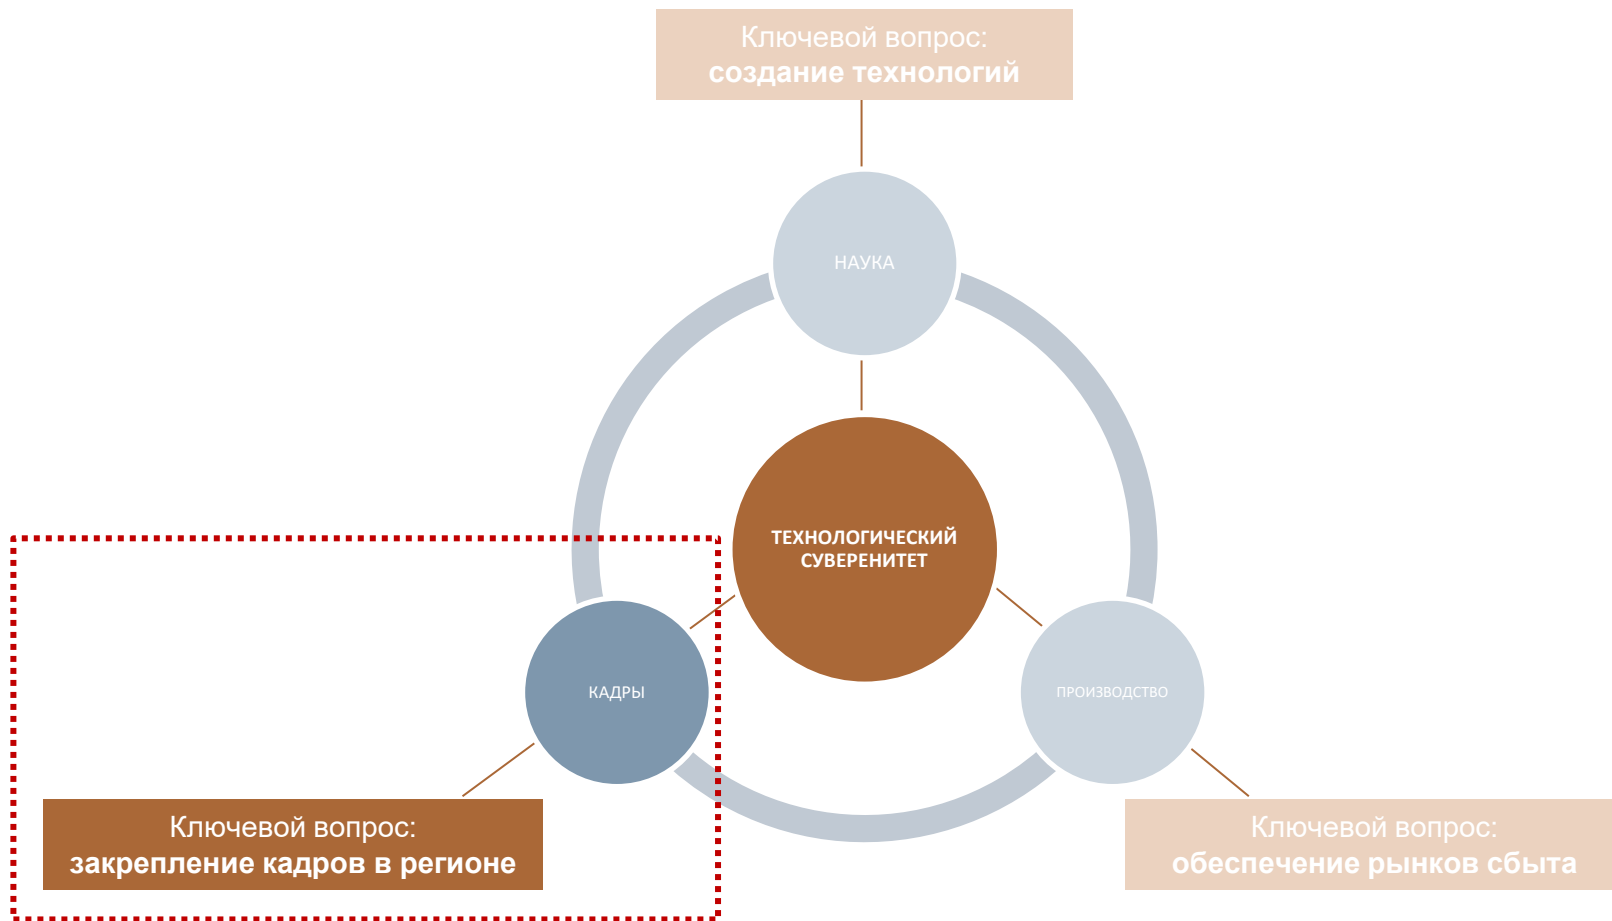 Ключевой вопрос:
создание технологий
НАУКА
ТЕХНОЛОГИЧЕСКИЙ
СУВЕРЕНИТЕТ
КАДРЫ
ПРОИЗВОДСТВО
Ключевой вопрос:
закрепление кадров в регионе
Ключевой вопрос:
обеспечение рынков сбыта